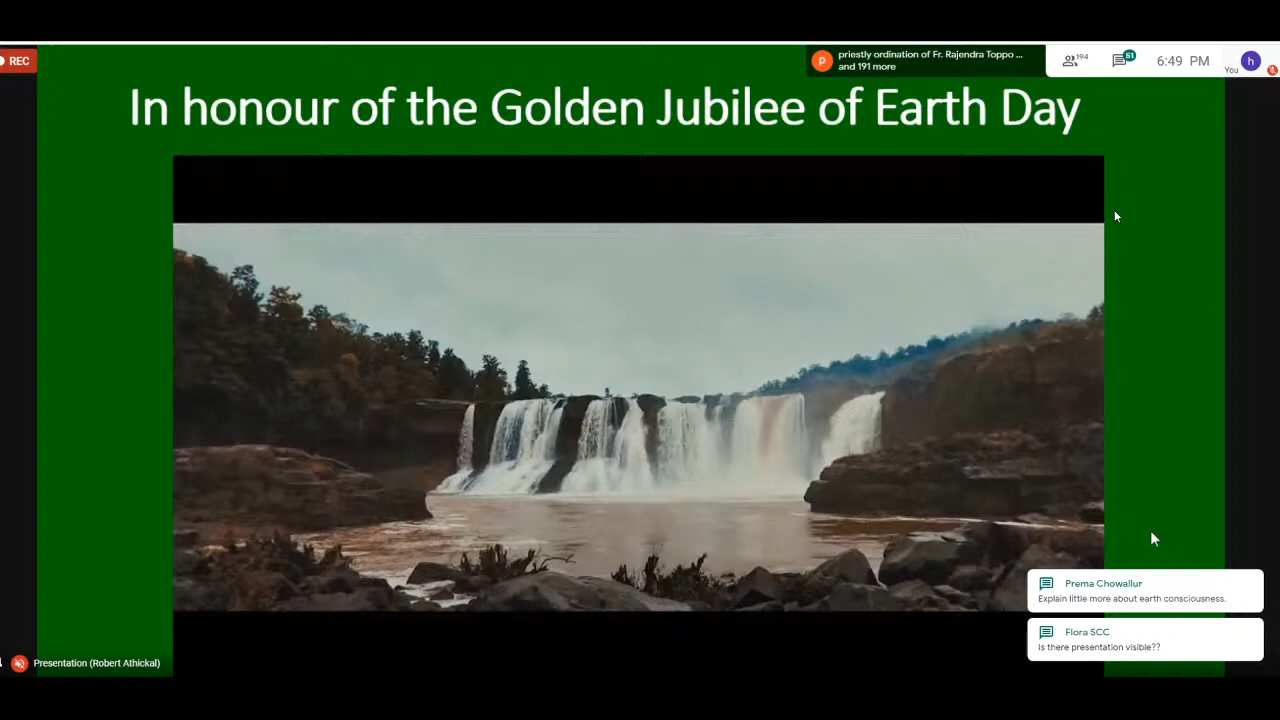 REC
priestly ordination of Fr. Rajendra Toppo ...
and 191 more
194
51
6:49 PM
You
h
p
In honour of the Golden Jubilee of Earth Day
Prema Chowallur
Explain little more about earth consciousness.
Flora SCC
Is there presentation visible??
Presentation (Robert Athickal)